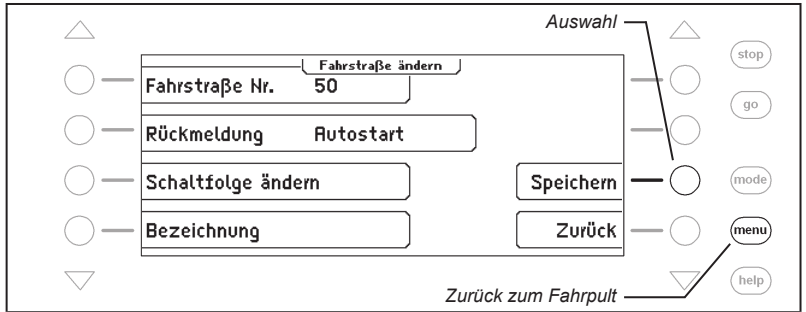 Auswahl
stop
Fahrstraße ändern
Fahrstraße Nr. 50
go
Rückmeldung Autostart
Schaltfolge ändern
Speichern
mode
Bezeichnung
Zurück
menu
help
Zurück zum Fahrpult